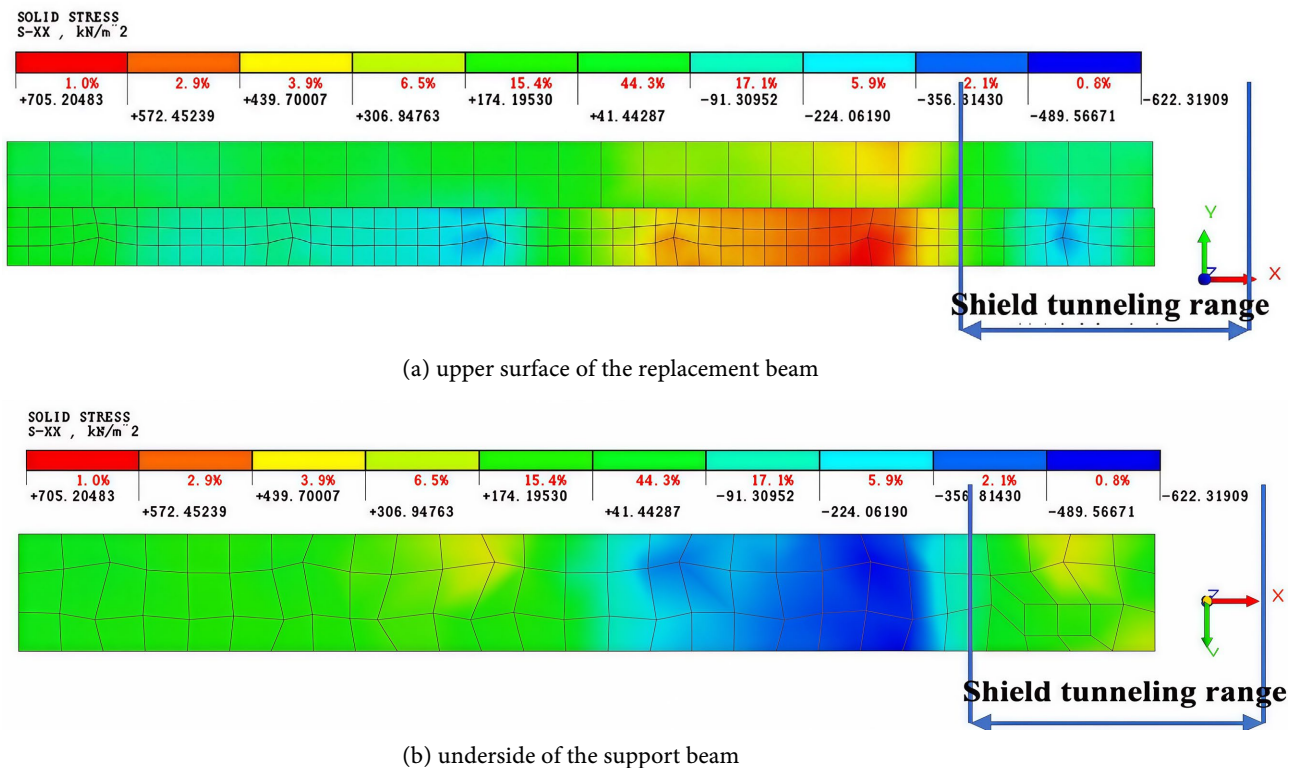 SOLID STRESS
S-XX , kN/m¨2
1.0% 2.9% 3.9% 6.5% 15.4% 44.3% 17.1% 5.9% 2.1% 0.8%
+705.20483 +439.70007 +174.19530 -91.30952 -356.81430 -622.31909
+572.45239 +306.84763 +41.44287 -224.06190 -489.56671
Y
Z X
Shield tunneling range
(a) upper surface of the replacement beam
SOLID STRESS
S-XX , kN/m¨2
1.0% 2.9% 3.9% 6.5% 15.4% 44.3% 17.1% 5.9% 2.1% 0.8%
+705.20483 +439.70007 +174.19530 -91.30952 -356.81430 -622.31909
+572.45239 +306.94763 +41.44287 -224.06190 -489.56671
Z X
Y
Shield tunneling range
(b) underside of the support beam